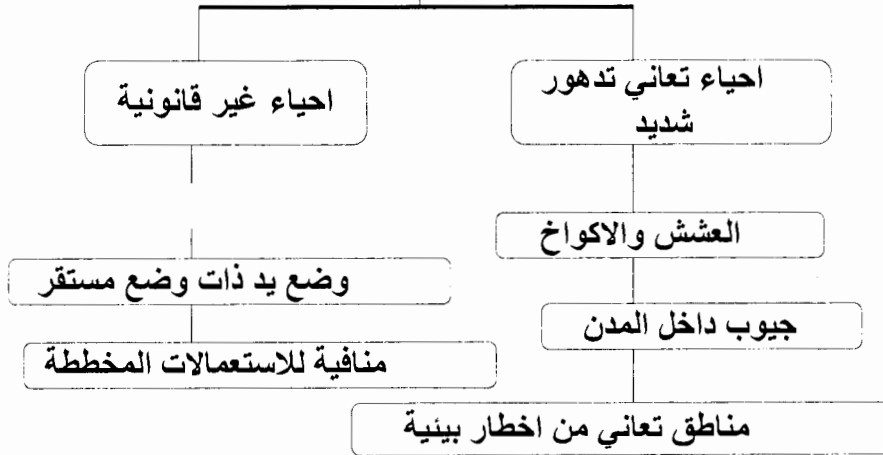 احياء تعاني تدهور
شديد
احياء غير قانونية
العشش والاكواخ
وضع يد ذات وضع مستقر
جيوب داخل المدن
منافية للاستعمالات المخططة
مناطق تعاني من اخطار بيئية